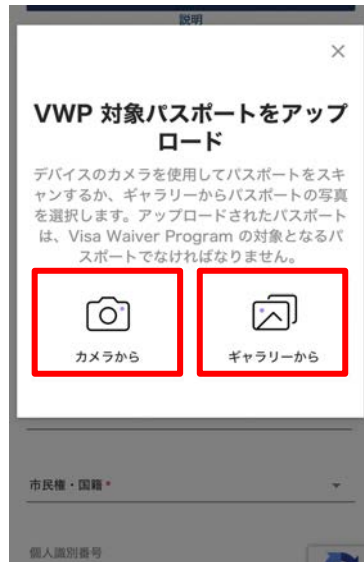 説明
×
VWP 対象パスポートをアップ
ロード
デバイスのカメラを使用してパスポートをスキ
ャンするか、ギャラリーからパスポートの写真
を選択します。アップロードされたパスポート
は、Visa Waiver Program の対象となるパ
スポートでなければなりません。
カメラから
ギャラリーから
市民権・国籍 *
個人識別番号